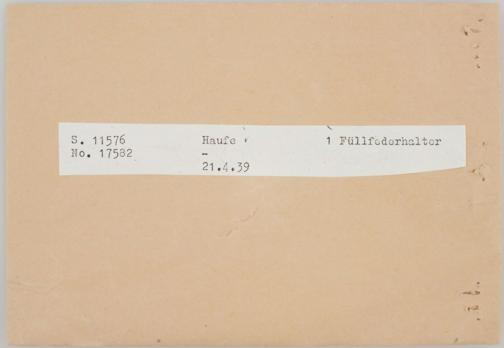 S. 11576 Haufe 1 Füllfederhalter
No. 17582 -
21.4.39